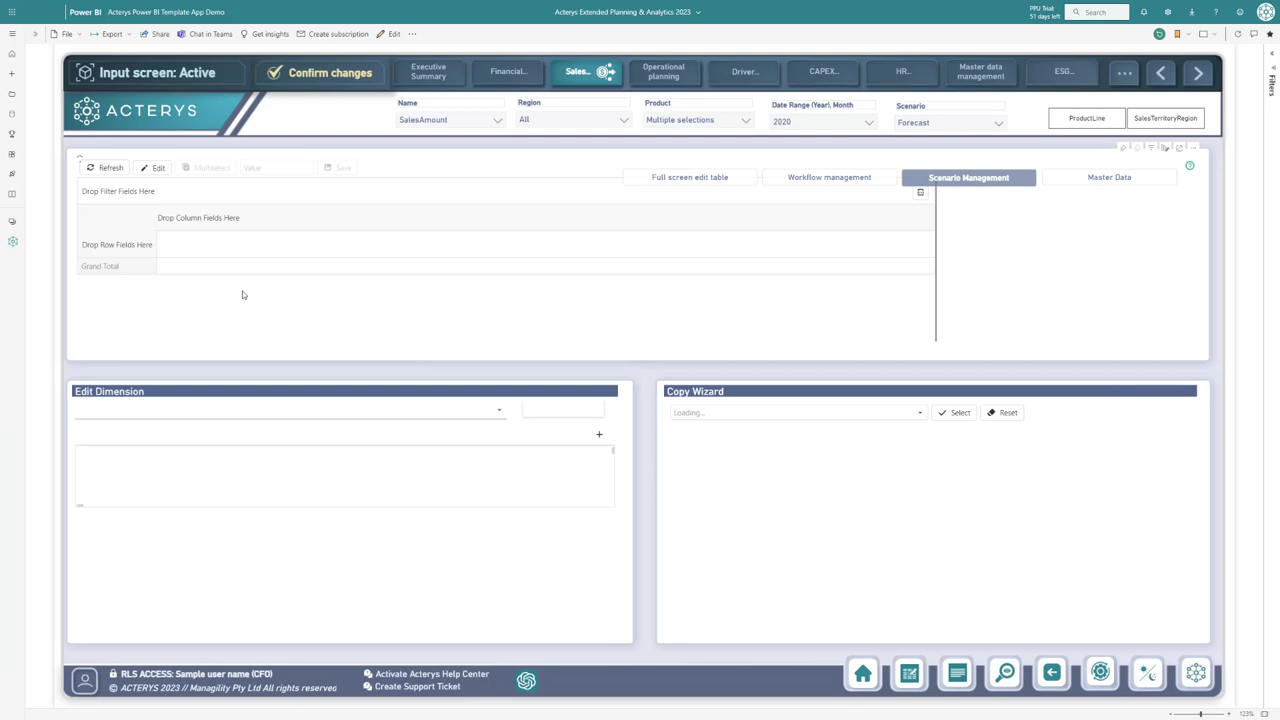 Power BI
Acterys Power BI Template App Demo
Acterys Extended Planning & Analytics 2023
PPU Trial
51 days left
Search
File
Export
Share
Chat in Teams
Get insights
Create subscription
Edit
Input screen: Active
Confirm changes
Executive
Summary
Financial...
Sales...
Operational
planning
Driver...
CAPEX...
HR...
Master data
management
ESG...
ACTERYS
Name
SalesAmount
Region
All
Product
Multiple selections
Date Range (Year), Month
2020
Scenario
Forecast
ProductLine
SalesTerritoryRegion
Filters
Refresh
Edit
Multiselect
Value
Save
Full screen edit table
Workflow management
Scenario Management
Master Data
Drop Filter Fields Here
Drop Column Fields Here
Drop Row Fields Here
Grand Total
Edit Dimension
Copy Wizard
Loading...
Select
Reset
RLS ACCESS: Sample user name (CFO)
© ACTERYS 2023 // Managility Pty Ltd All rights reserved
Activate Acterys Help Center
Create Support Ticket
123%